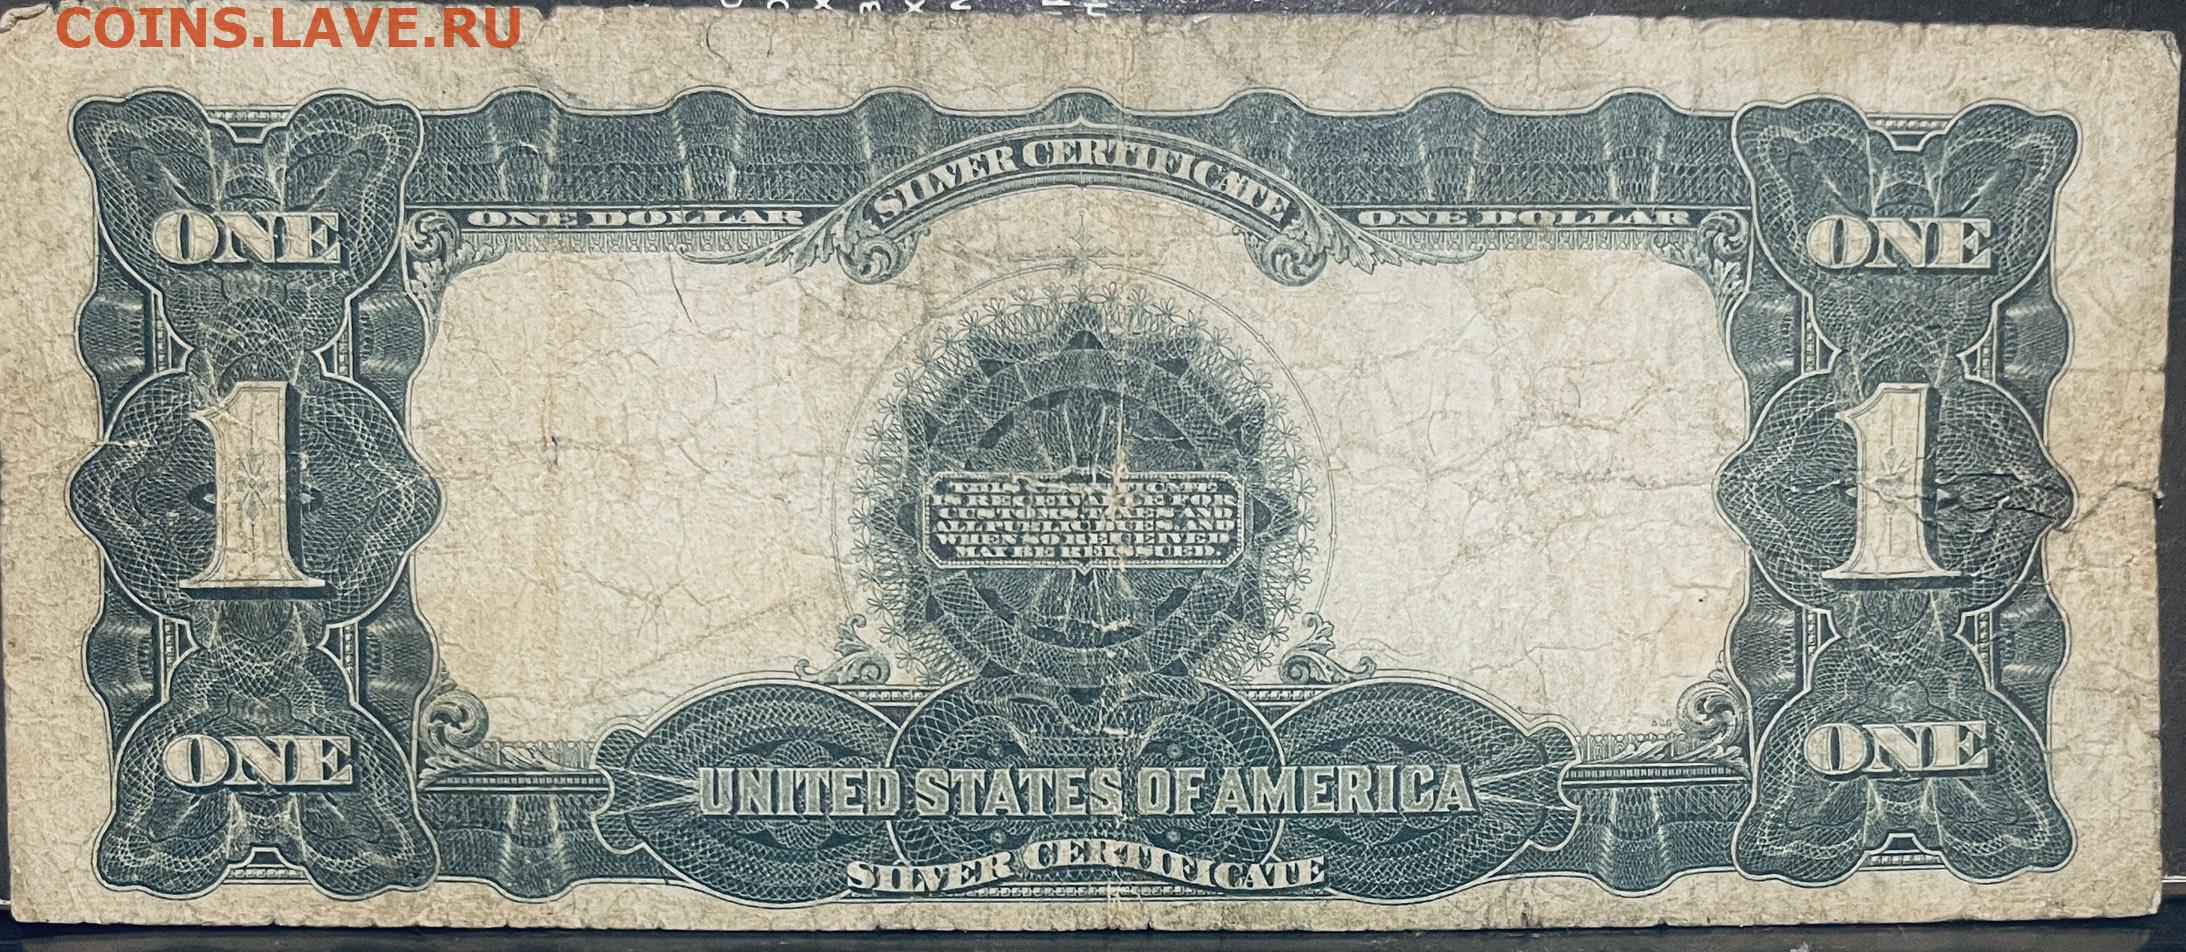 COINS.LAVE.RU
SILVER CERTIFICATE
ONE DOLLAR
ONE DOLLAR
ONE
ONE
1
1
THIS CERTIFICATE
IS RECEIVABLE FOR
CUSTOMS, TAXES, AND
ALL PUBLIC DUES, AND
WHEN SO RECEIVED
MAY BE REISSUED.
ONE
ONE
UNITED STATES OF AMERICA
SILVER CERTIFICATE